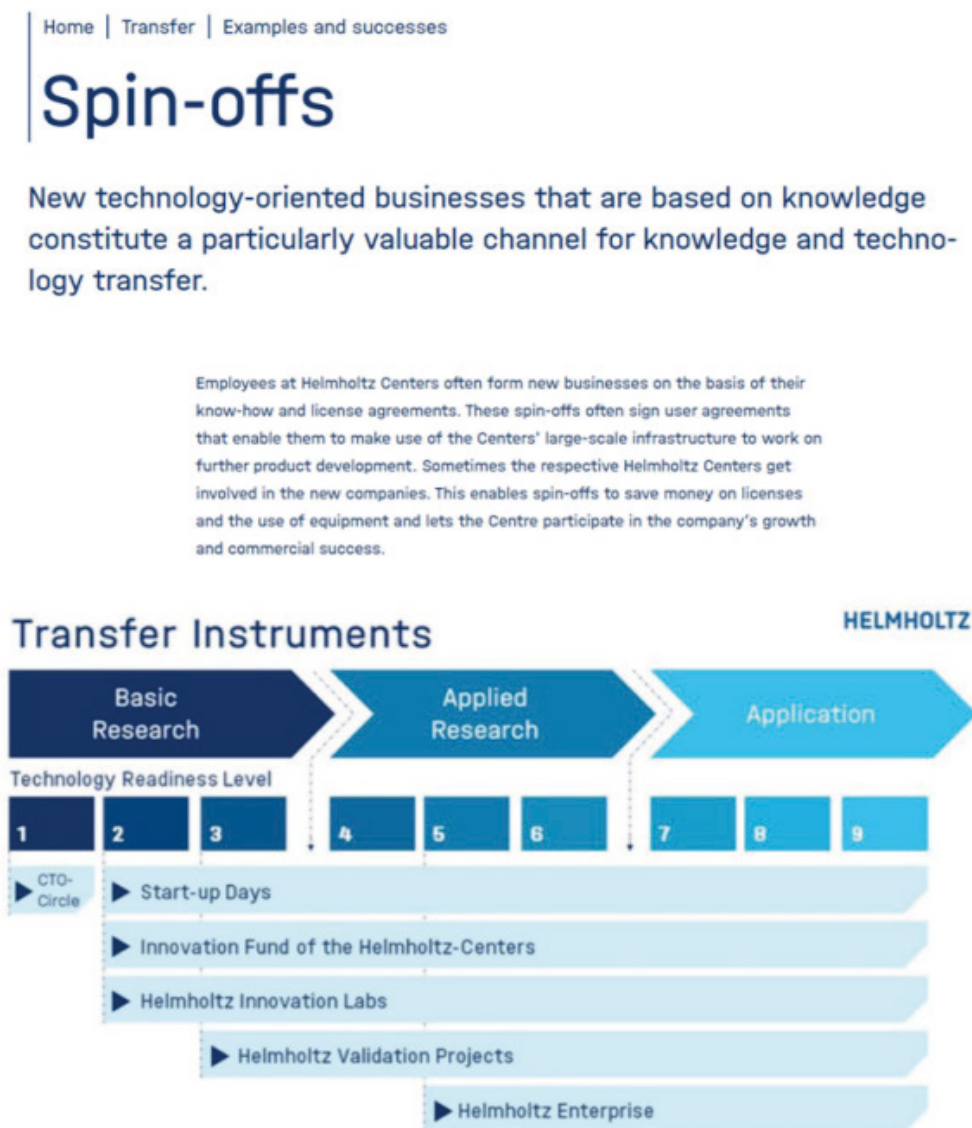 Home | Transfer | Examples and successes
Spin-offs
New technology-oriented businesses that are based on knowledge
constitute a particularly valuable channel for knowledge and techno-
logy transfer.
Employees at Helmholtz Centers often form new businesses on the basis of their
know-how and license agreements. These spin-offs often sign user agreements
that enable them to make use of the Centers' large-scale infrastructure to work on
further product development. Sometimes the respective Helmholtz Centers get
involved in the new companies. This enables spin-offs to save money on licenses
and the use of equipment and lets the Centre participate in the company's growth
and commercial success.
Transfer Instruments
HELMHOLTZ
Basic
Research
Applied
Research
Application
Technology Readiness Level
1 2 3 4 5 6 7 8 9
CTO-
Circle
Start-up Days
Innovation Fund of the Helmholtz-Centers
Helmholtz Innovation Labs
Helmholtz Validation Projects
Helmholtz Enterprise